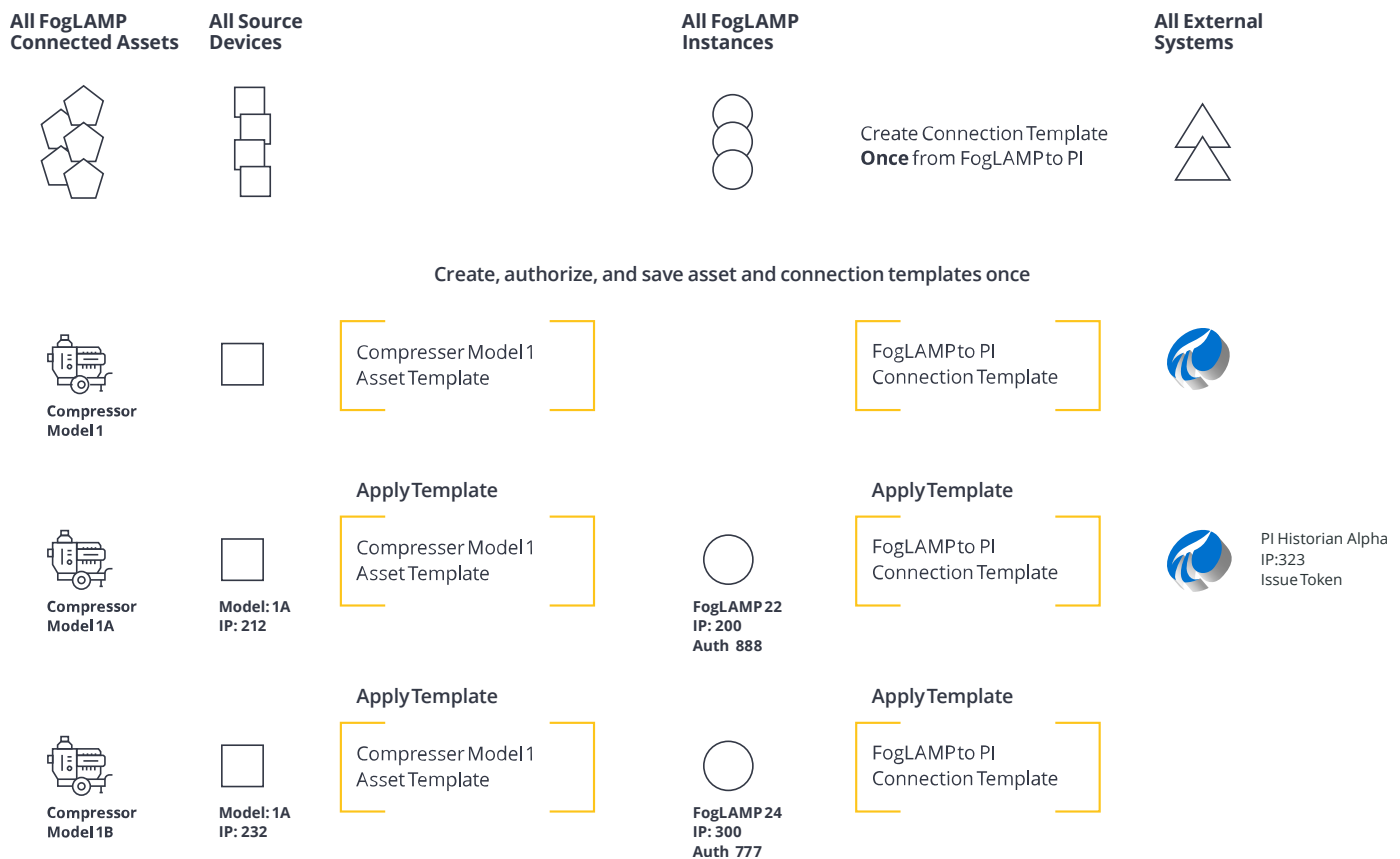 All FogLAMP
Connected Assets
All Source
Devices
All FogLAMP
Instances
All External
Systems
Create Connection Template
Once from FogLAMP to PI
Create, authorize, and save asset and connection templates once
Compressor
Model 1
Compresser Model 1
Asset Template
FogLAMP to PI
Connection Template
Apply Template
Apply Template
Compressor
Model 1A
Model: 1A
IP: 212
Compresser Model 1
Asset Template
FogLAMP 22
IP: 200
Auth 888
FogLAMP to PI
Connection Template
PI Historian Alpha
IP:323
Issue Token
Apply Template
Apply Template
Compressor
Model 1B
Model: 1A
IP: 232
Compresser Model 1
Asset Template
FogLAMP 24
IP: 300
Auth 777
FogLAMP to PI
Connection Template